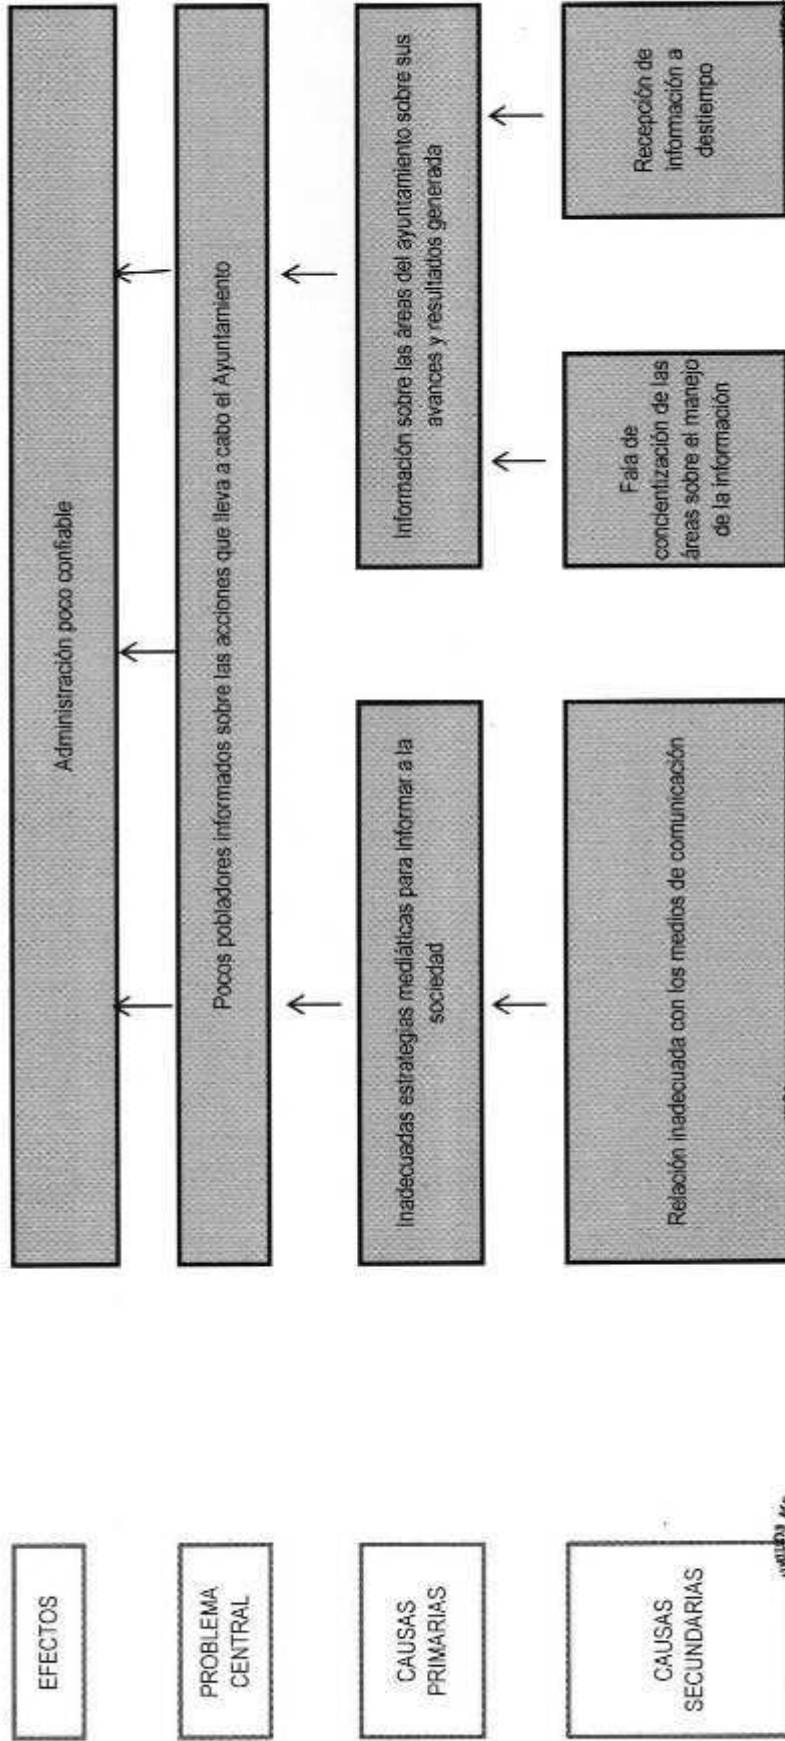 EFECTOS
Administración poco confiable
PROBLEMA
CENTRAL
Pocos pobladores informados sobre las acciones que lleva a cabo el Ayuntamiento
CAUSAS
PRIMARIAS
Inadecuadas estrategias mediáticas para informar a la
sociedad
Información sobre las áreas del ayuntamiento sobre sus
avances y resultados generada
CAUSAS
SECUNDARIAS
Relación inadecuada con los medios de comunicación
Fala de
concientización de las
áreas sobre el manejo
de la información
Recepción de
información a
destiempo